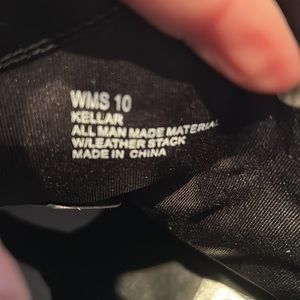 WMS 10
KELLAR
ALL MAN MADE MATERIAL
W/LEATHER STACK
MADE IN CHINA